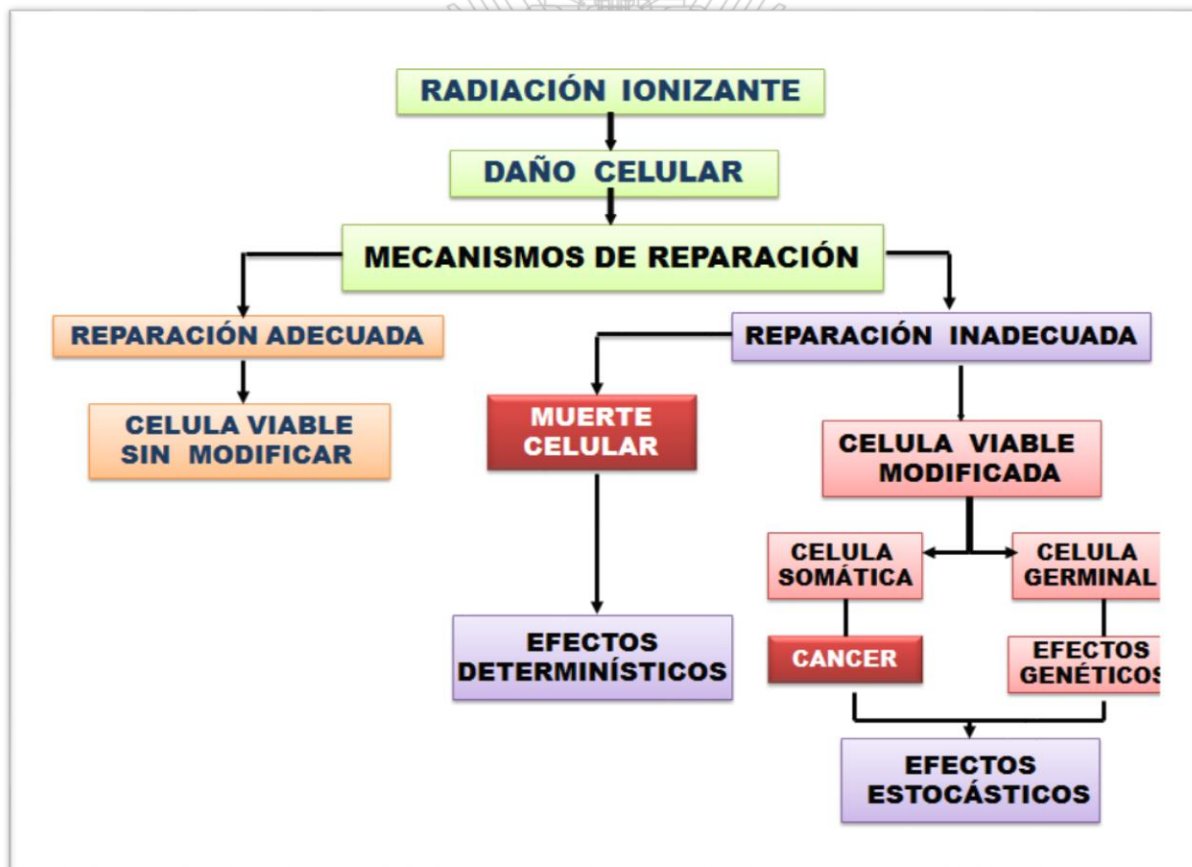 RADIACIÓN IONIZANTE
DAÑO CELULAR
MECANISMOS DE REPARACIÓN
REPARACIÓN ADECUADA
REPARACIÓN INADECUADA
CELULA VIABLE
SIN MODIFICAR
MUERTE
CELULAR
CELULA VIABLE
MODIFICADA
CELULA
SOMÁTICA
CELULA
GERMINAL
EFECTOS
DETERMINÍSTICOS
CANCER
EFECTOS
GENÉTICOS
EFECTOS
ESTOCÁSTICOS